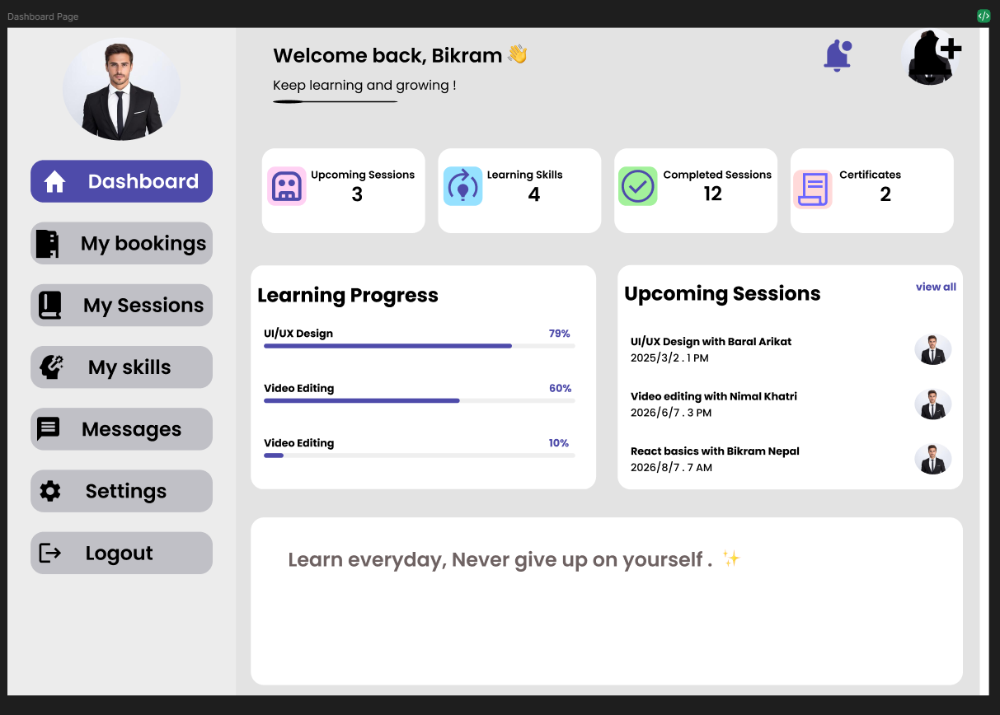 Dashboard Page
Welcome back, Bikram 👋
Keep learning and growing !
Dashboard
My bookings
My Sessions
My skills
Messages
Settings
Logout
Upcoming Sessions
3
Learning Skills
4
Completed Sessions
12
Certificates
2
Learning Progress
UI/UX Design 79%
Video Editing 60%
Video Editing 10%
Upcoming Sessions view all
UI/UX Design with Baral Arikat
2025/3/2 . 1 PM
Video editing with Nimal Khatri
2026/6/7 . 3 PM
React basics with Bikram Nepal
2026/8/7 . 7 AM
Learn everyday, Never give up on yourself . ✨